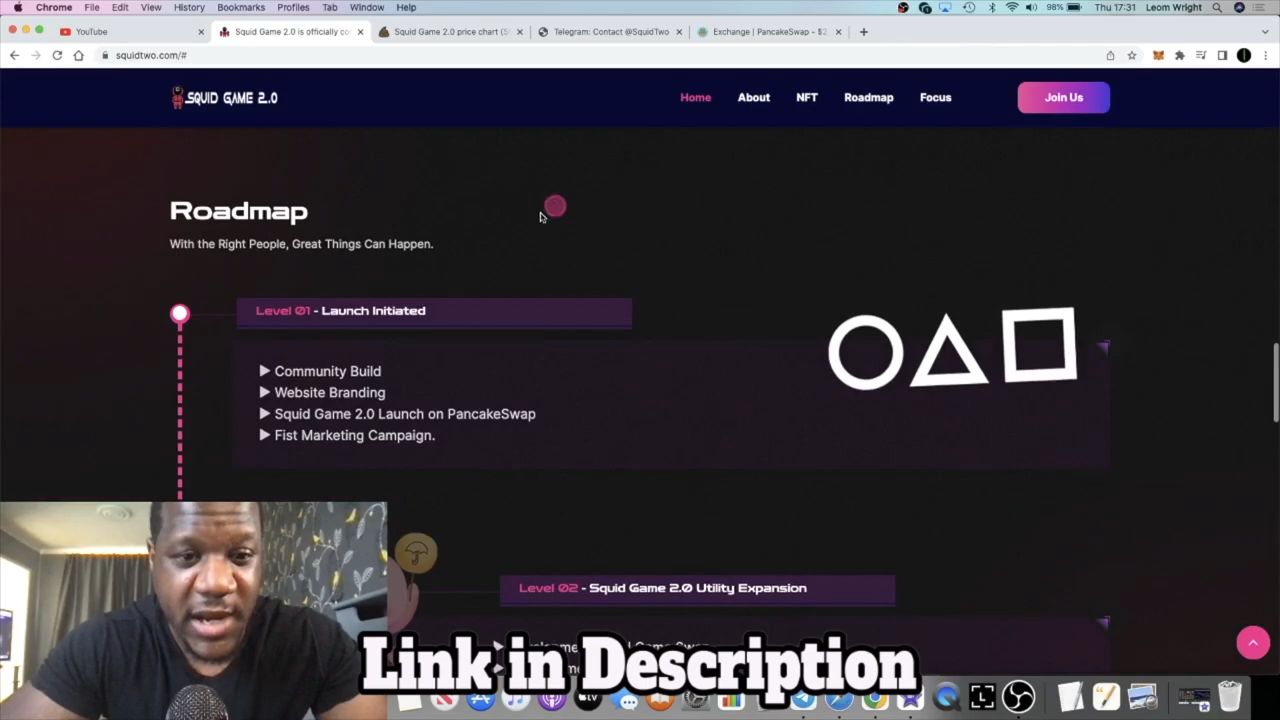 Chrome File Edit View History Bookmarks Profiles Tab Window Help 98% Thu 17:31 Leom Wright
YouTube
Squid Game 2.0 is officially co
Squid Game 2.0 price chart (S
Telegram: Contact @SquidTwo
Exchange | PancakeSwap - $2
squidtwo.com/#
SQUID GAME 2.0
Home About NFT Roadmap Focus Join Us
Roadmap
With the Right People, Great Things Can Happen.
Level 01 - Launch Initiated
Community Build
Website Branding
Squid Game 2.0 Launch on PancakeSwap
Fist Marketing Campaign.
Level 02 - Squid Game 2.0 Utility Expansion
Link in Description